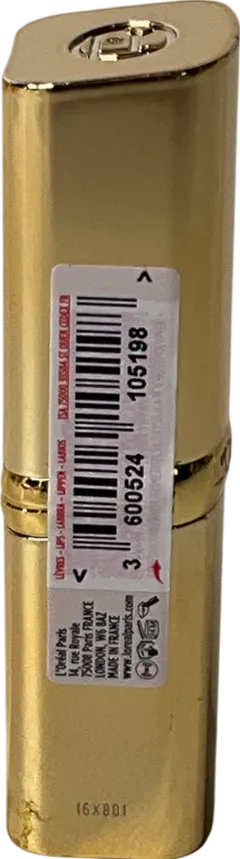 LÈVRES - LIPS - LABBRA - LIPPEN - LABIOS
3 600524 105198
L'Oréal Paris
14, rue Royale
75008 Paris FRANCE
LONDON, W6 8AZ
MADE IN FRANCE
www.lorealparis.com
16X801